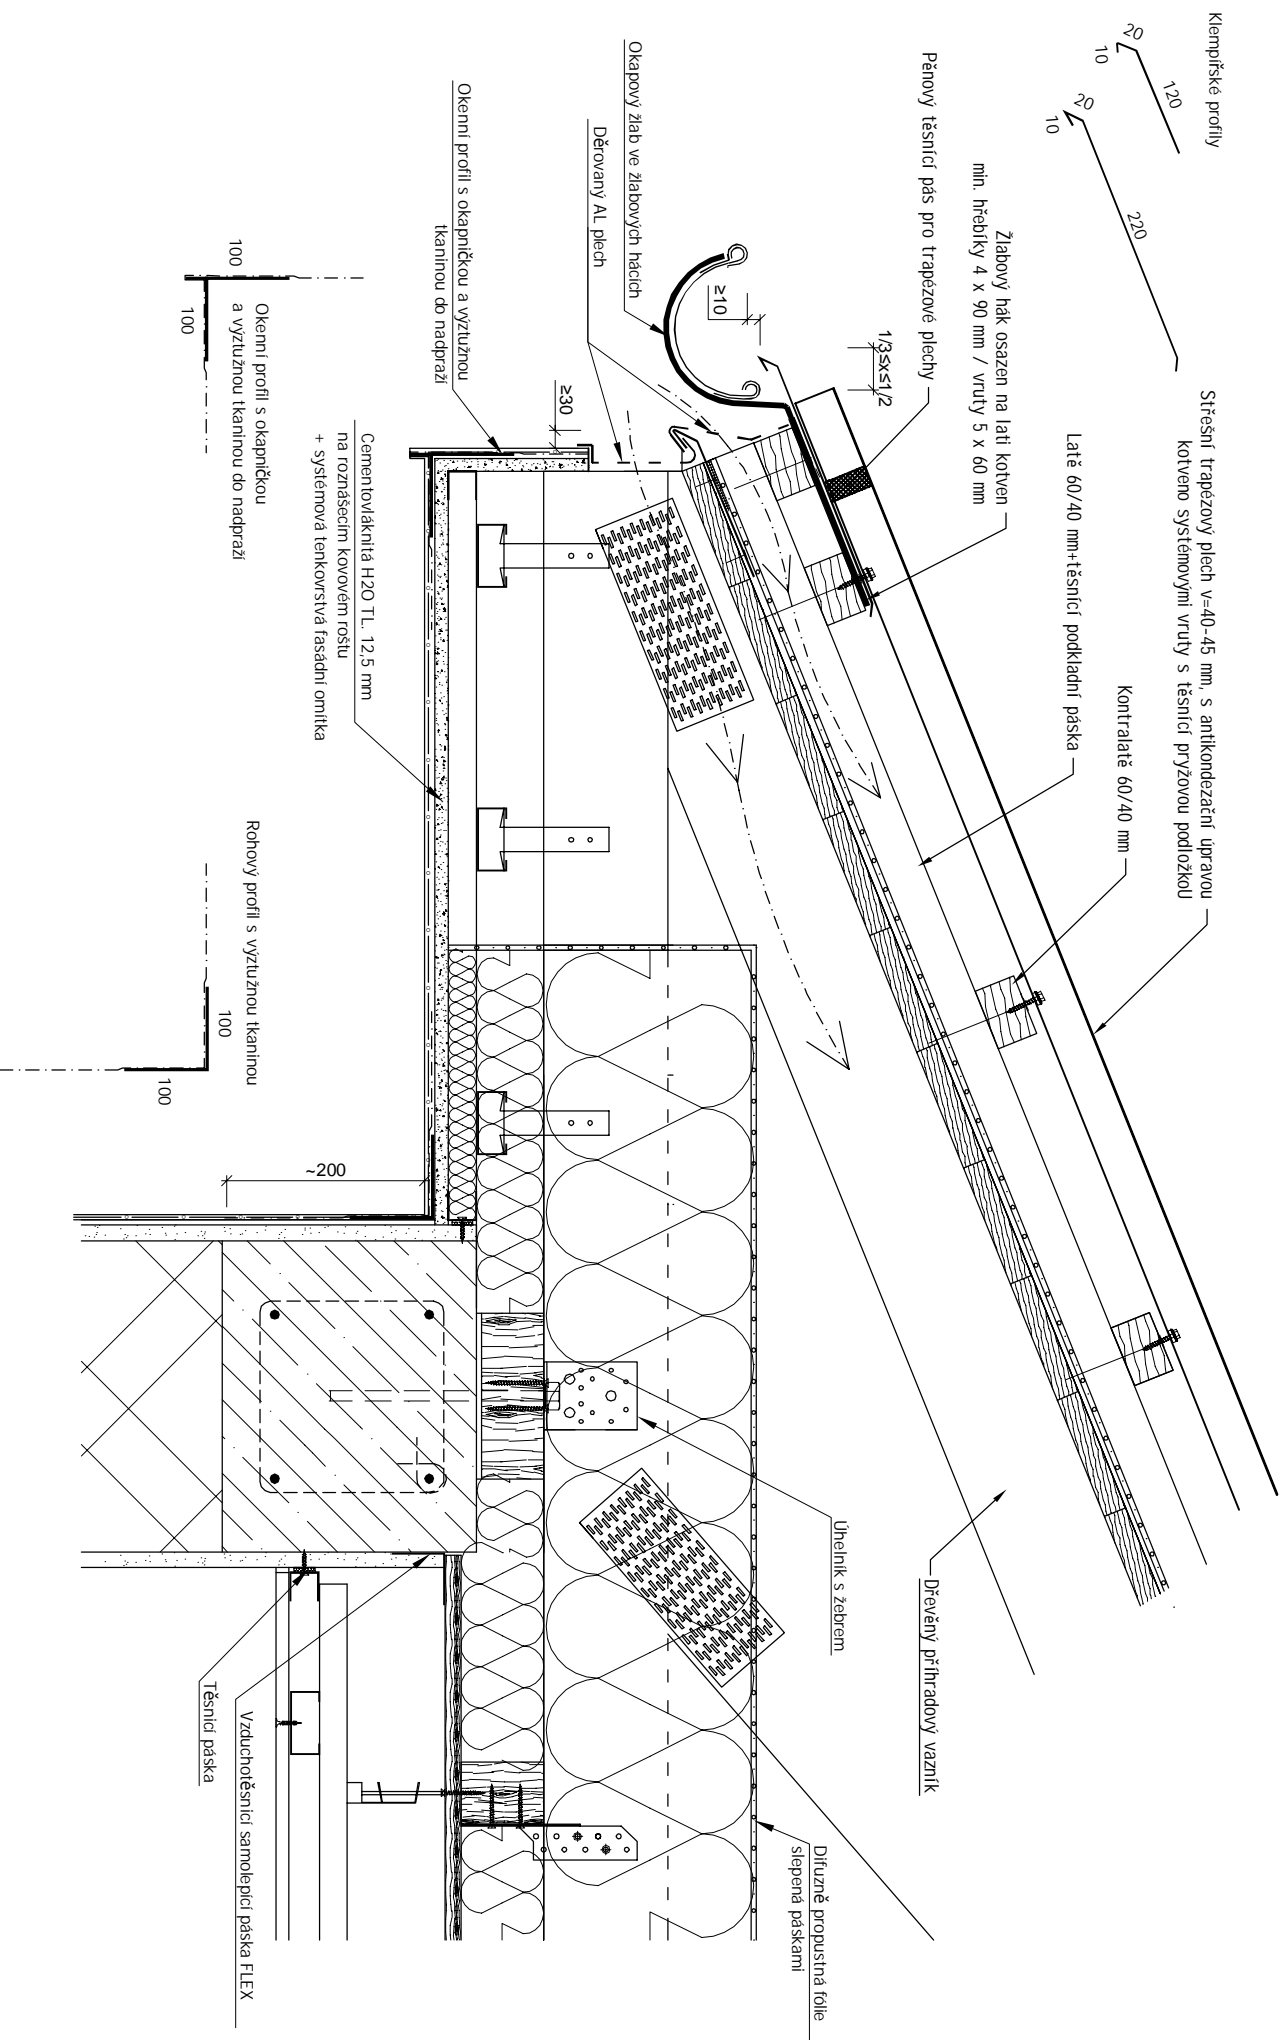 Klempířské profily
20
10
120
20
10
220
Střešní trapézový plech v=40-45 mm, s antikondezační úpravou
kotveno systémovými vruty s těsnící pryžovou podložkoU
Kontralatě 60/40 mm
Latě 60/40 mm+těsnící podkladní páska
Žlabový hák osazen na lati kotven
min. hřebíky 4 x 90 mm / vruty 5 x 60 mm
Pěnový těsnící pás pro trapézové plechy
1/3≤x≤1/2
≥10
Okapový žlab ve žlabových hácích
Děrovaný AL plech
Okenní profil s okapničkou a výztužnou
tkaninou do nadpraží
≥30
Cementovláknitá H2O TL. 12,5 mm
na roznášecím kovovém roštu
+ systémová tenkovrstvá fasádní omítka
100
100
Okenní profil s okapničkou
a výztužnou tkaninou do nadpraží
Rohový profil s výztužnou tkaninou
100
100
~200
Dřevěný příhradový vazník
Úhelník s žebrem
Difuzně propustná fólie
slepená páskami
Vzduchotěsnicí samolepicí páska FLEX
Těsnicí páska